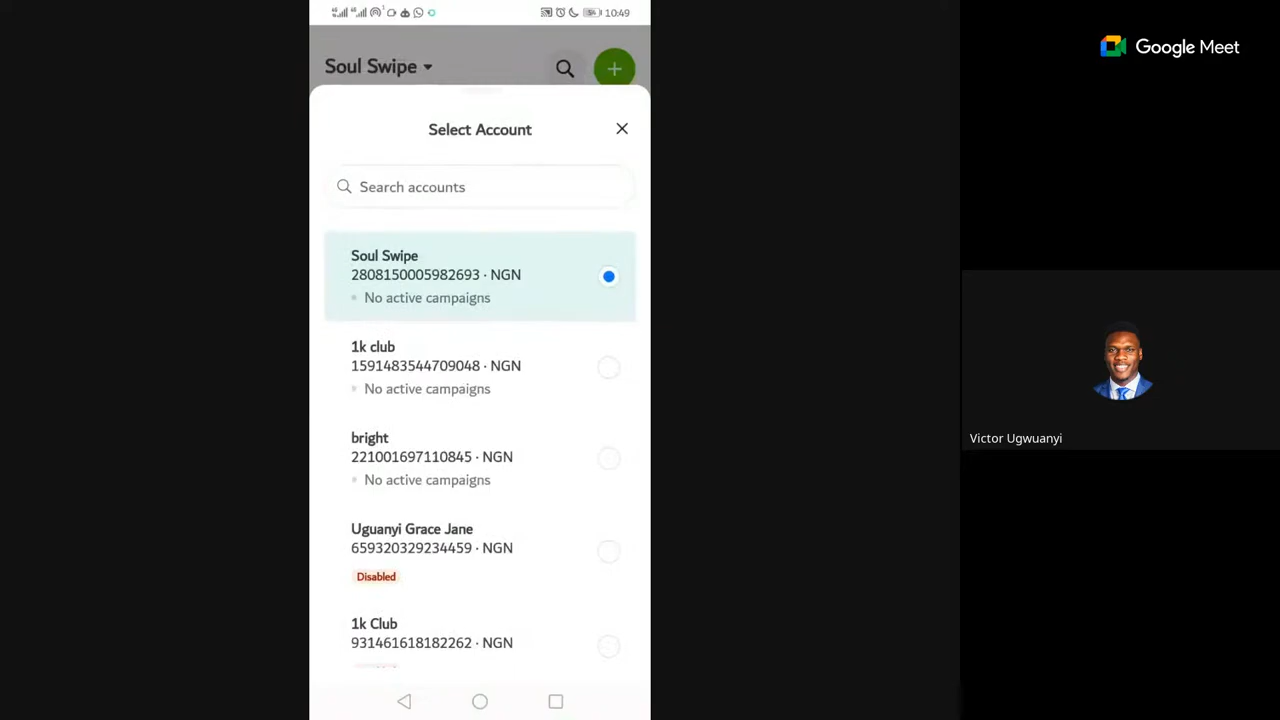 10:49
Google Meet
Soul Swipe
Select Account
Search accounts
Soul Swipe
2808150005982693 · NGN
No active campaigns
1k club
1591483544709048 · NGN
No active campaigns
bright
221001697110845 · NGN
No active campaigns
Uguanyi Grace Jane
659320329234459 · NGN
Disabled
1k Club
931461618182262 · NGN
Victor Ugwuanyi